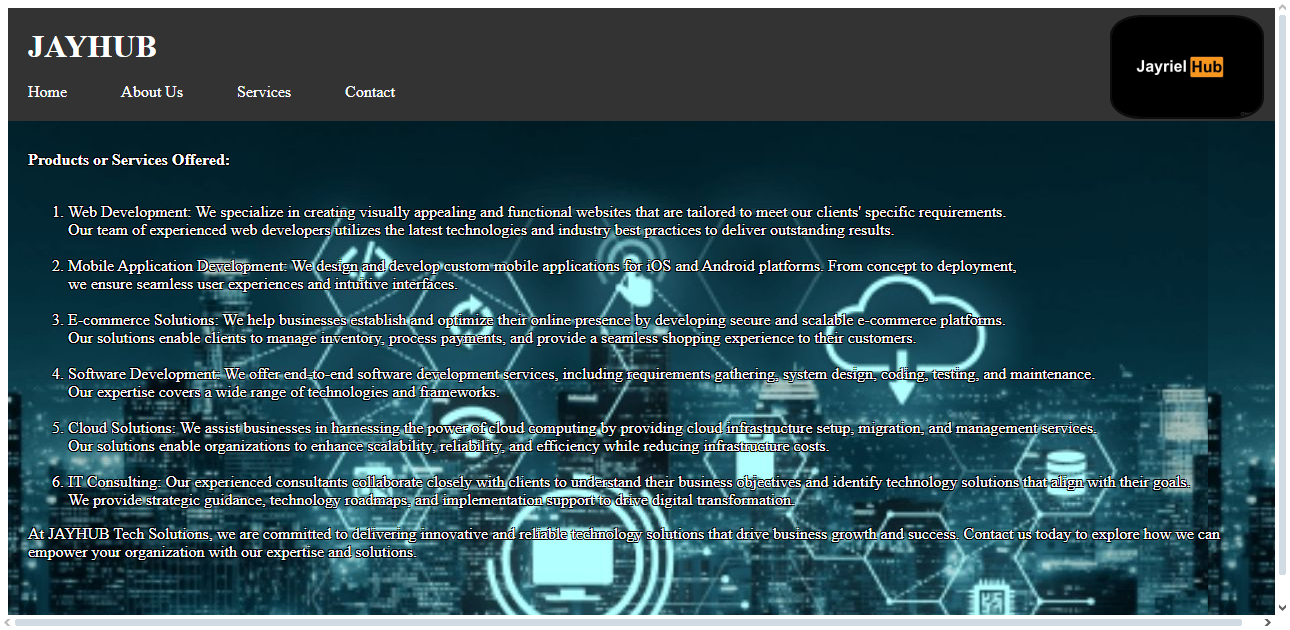 JAYHUB
Jayriel Hub
Home About Us Services Contact
Products or Services Offered:
1. Web Development: We specialize in creating visually appealing and functional websites that are tailored to meet our clients' specific requirements.
Our team of experienced web developers utilizes the latest technologies and industry best practices to deliver outstanding results.
2. Mobile Application Development: We design and develop custom mobile applications for iOS and Android platforms. From concept to deployment,
we ensure seamless user experiences and intuitive interfaces.
3. E-commerce Solutions: We help businesses establish and optimize their online presence by developing secure and scalable e-commerce platforms.
Our solutions enable clients to manage inventory, process payments, and provide a seamless shopping experience to their customers.
4. Software Development: We offer end-to-end software development services, including requirements gathering, system design, coding, testing, and maintenance.
Our expertise covers a wide range of technologies and frameworks.
5. Cloud Solutions: We assist businesses in harnessing the power of cloud computing by providing cloud infrastructure setup, migration, and management services.
Our solutions enable organizations to enhance scalability, reliability, and efficiency while reducing infrastructure costs.
6. IT Consulting: Our experienced consultants collaborate closely with clients to understand their business objectives and identify technology solutions that align with their goals.
We provide strategic guidance, technology roadmaps, and implementation support to drive digital transformation.
At JAYHUB Tech Solutions, we are committed to delivering innovative and reliable technology solutions that drive business growth and success. Contact us today to explore how we can
empower your organization with our expertise and solutions.